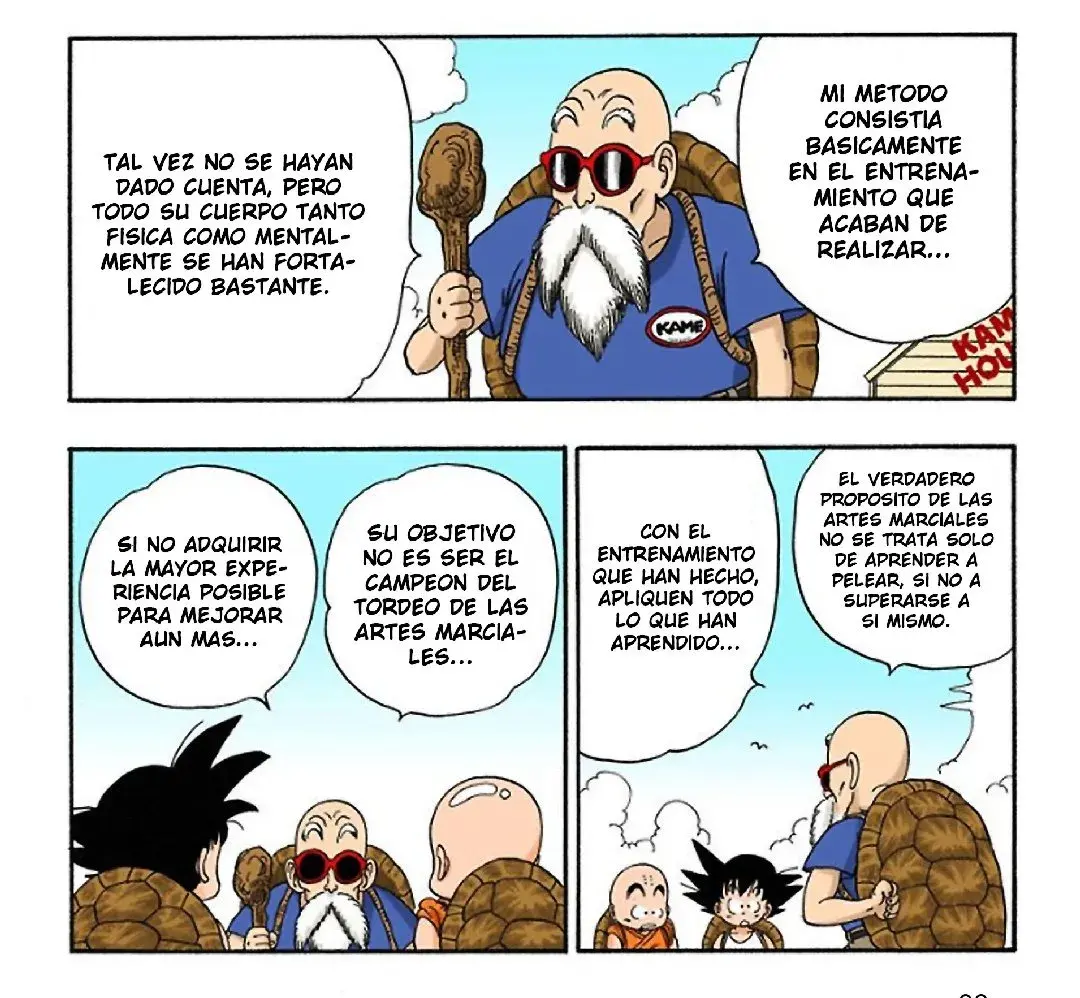 MI METODO
CONSISTIA
BASICAMENTE
EN EL ENTRENA-
MIENTO QUE
ACABAN DE
REALIZAR...
TAL VEZ NO SE HAYAN
DADO CUENTA, PERO
TODO SU CUERPO TANTO
FISICA COMO MENTAL-
MENTE SE HAN FORTA-
LECIDO BASTANTE.
KAME
KAM
HOU
EL VERDADERO
PROPOSITO DE LAS
ARTES MARCIALES
NO SE TRATA SOLO
DE APRENDER A
PELEAR, SI NO A
SUPERARSE A
SI MISMO.
CON EL
ENTRENAMIENTO
QUE HAN HECHO,
APLIQUEN TODO
LO QUE HAN
APRENDIDO...
SU OBJETIVO
NO ES SER EL
CAMPEON DEL
TORDEO DE LAS
ARTES MARCIA-
LES...
SI NO ADQUIRIR
LA MAYOR EXPE-
RIENCIA POSIBLE
PARA MEJORAR
AUN MAS...